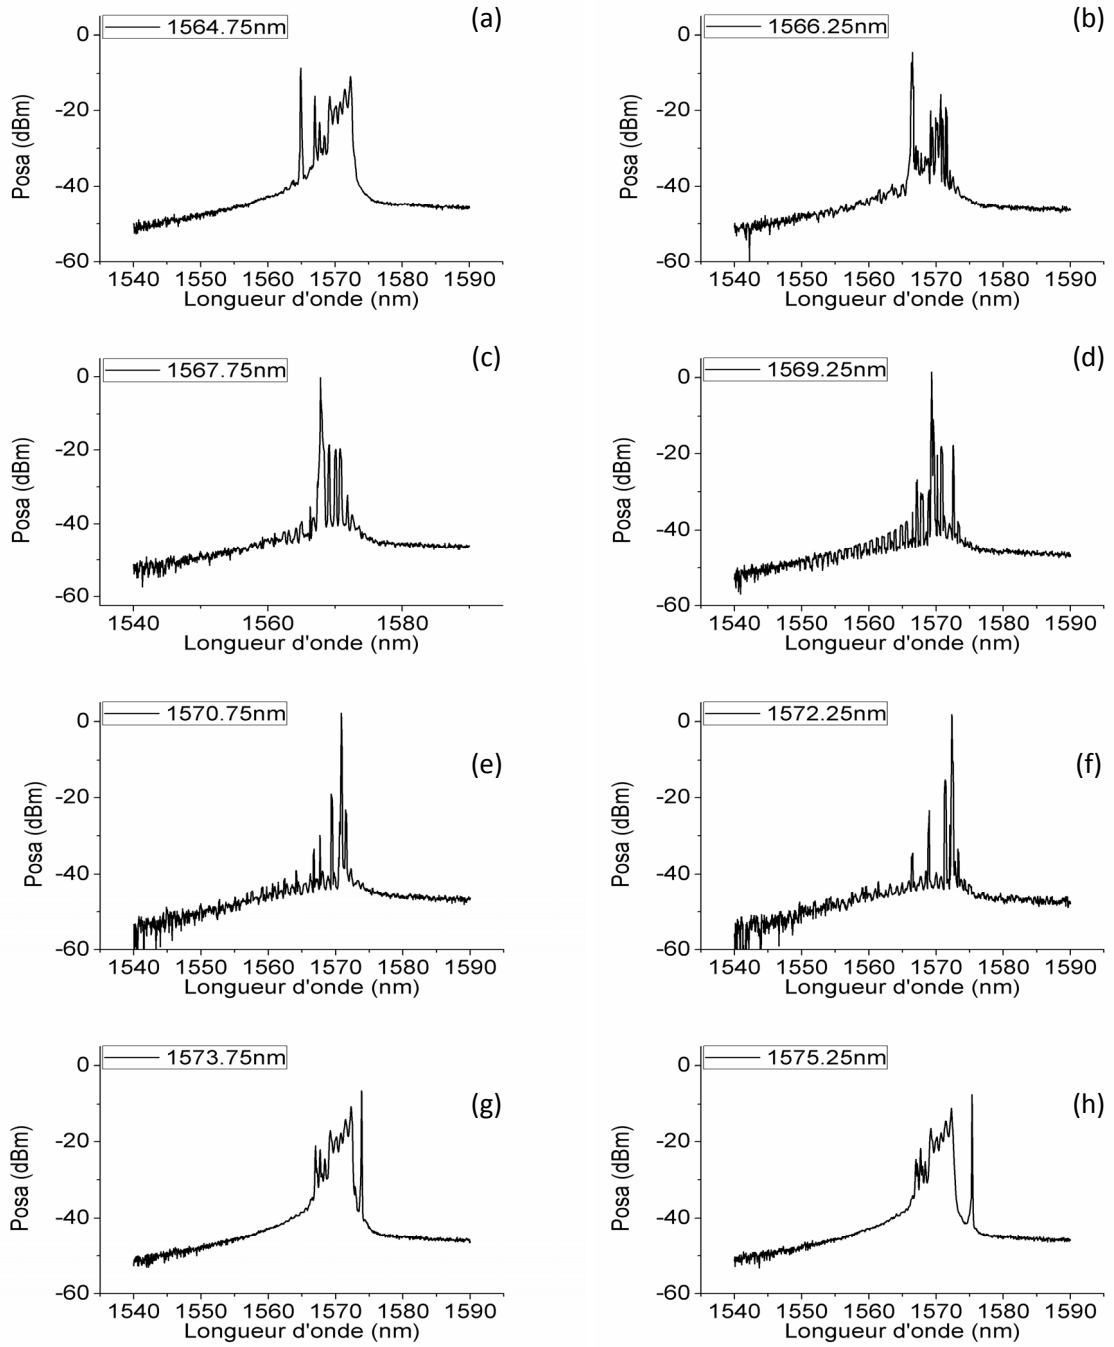 1564.75nm
(a)
0
-20
-40
-60
Posa (dBm)
1540 1550 1560 1570 1580 1590
Longueur d'onde (nm)
1566.25nm
(b)
0
-20
-40
-60
Posa (dBm)
1540 1550 1560 1570 1580 1590
Longueur d'onde (nm)
1567.75nm
(c)
0
-20
-40
-60
Posa (dBm)
1540 1560 1580
Longueur d'onde (nm)
1569.25nm
(d)
0
-20
-40
-60
Posa (dBm)
1540 1550 1560 1570 1580 1590
Longueur d'onde (nm)
1570.75nm
(e)
0
-20
-40
-60
Posa (dBm)
1540 1550 1560 1570 1580 1590
Longueur d'onde (nm)
1572.25nm
(f)
0
-20
-40
-60
Posa (dBm)
1540 1550 1560 1570 1580 1590
Longueur d'onde (nm)
1573.75nm
(g)
0
-20
-40
-60
Posa (dBm)
1540 1550 1560 1570 1580 1590
Longueur d'onde (nm)
1575.25nm
(h)
0
-20
-40
-60
Posa (dBm)
1540 1550 1560 1570 1580 1590
Longueur d'onde (nm)